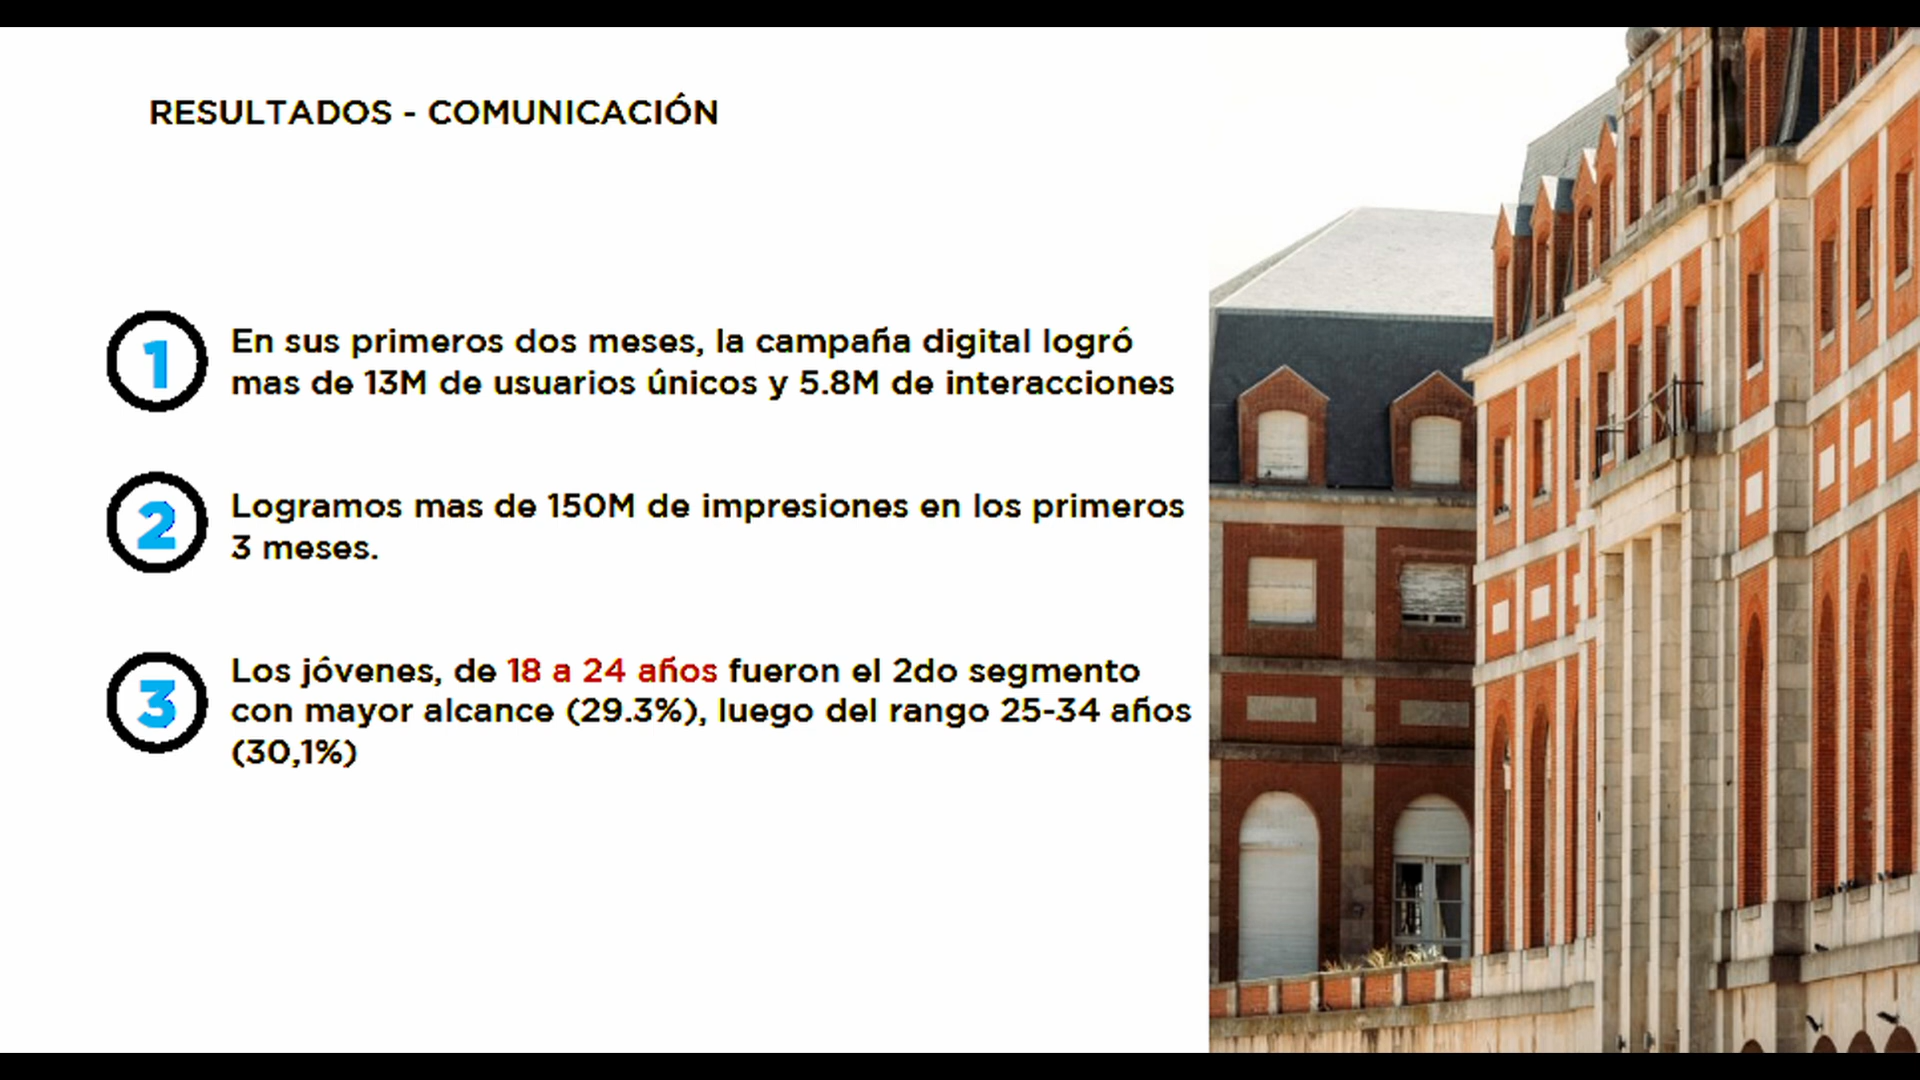 RESULTADOS - COMUNICACIÓN
1
En sus primeros dos meses, la campaña digital logró
mas de 13M de usuarios únicos y 5.8M de interacciones
2
Logramos mas de 150M de impresiones en los primeros
3 meses.
3
Los jóvenes, de 18 a 24 años fueron el 2do segmento
con mayor alcance (29.3%), luego del rango 25-34 años
(30,1%)